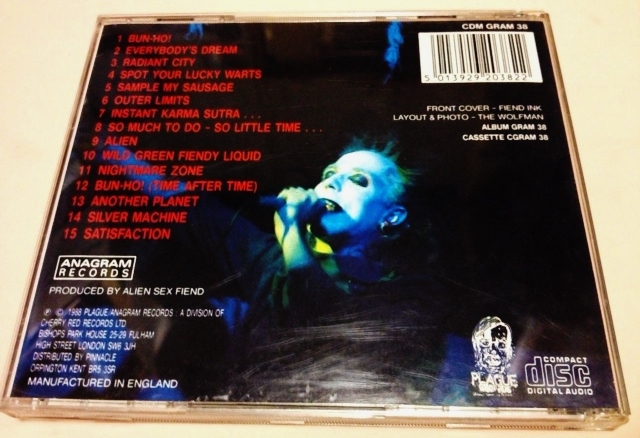 CDM GRAM 38
5 013929 203822
1 BUN-HO!
2 EVERYBODY'S DREAM
3 RADIANT CITY
4 SPOT YOUR LUCKY WARTS
5 SAMPLE MY SAUSAGE
6 OUTER LIMITS
7 INSTANT KARMA SUTRA . . .
8 SO MUCH TO DO - SO LITTLE TIME . . .
9 ALIEN
10 WILD GREEN FIENDY LIQUID
11 NIGHTMARE ZONE
12 BUN-HO! (TIME AFTER TIME)
13 ANOTHER PLANET
14 SILVER MACHINE
15 SATISFACTION
FRONT COVER - FIEND INK
LAYOUT & PHOTO - THE WOLFMAN
ALBUM GRAM 38
CASSETTE CGRAM 38
ANAGRAM
RECORDS
PRODUCED BY ALIEN SEX FIEND
℗ © 1988 PLAGUE/ANAGRAM RECORDS : A DIVISION OF
CHERRY RED RECORDS LTD
BISHOPS PARK HOUSE 25-29 FULHAM
HIGH STREET LONDON SW6 3JH
DISTRIBUTED BY PINNACLE
ORPINGTON KENT BR5 3SR
MANUFACTURED IN ENGLAND
PLAGUE
COMPACT
disc
DIGITAL AUDIO